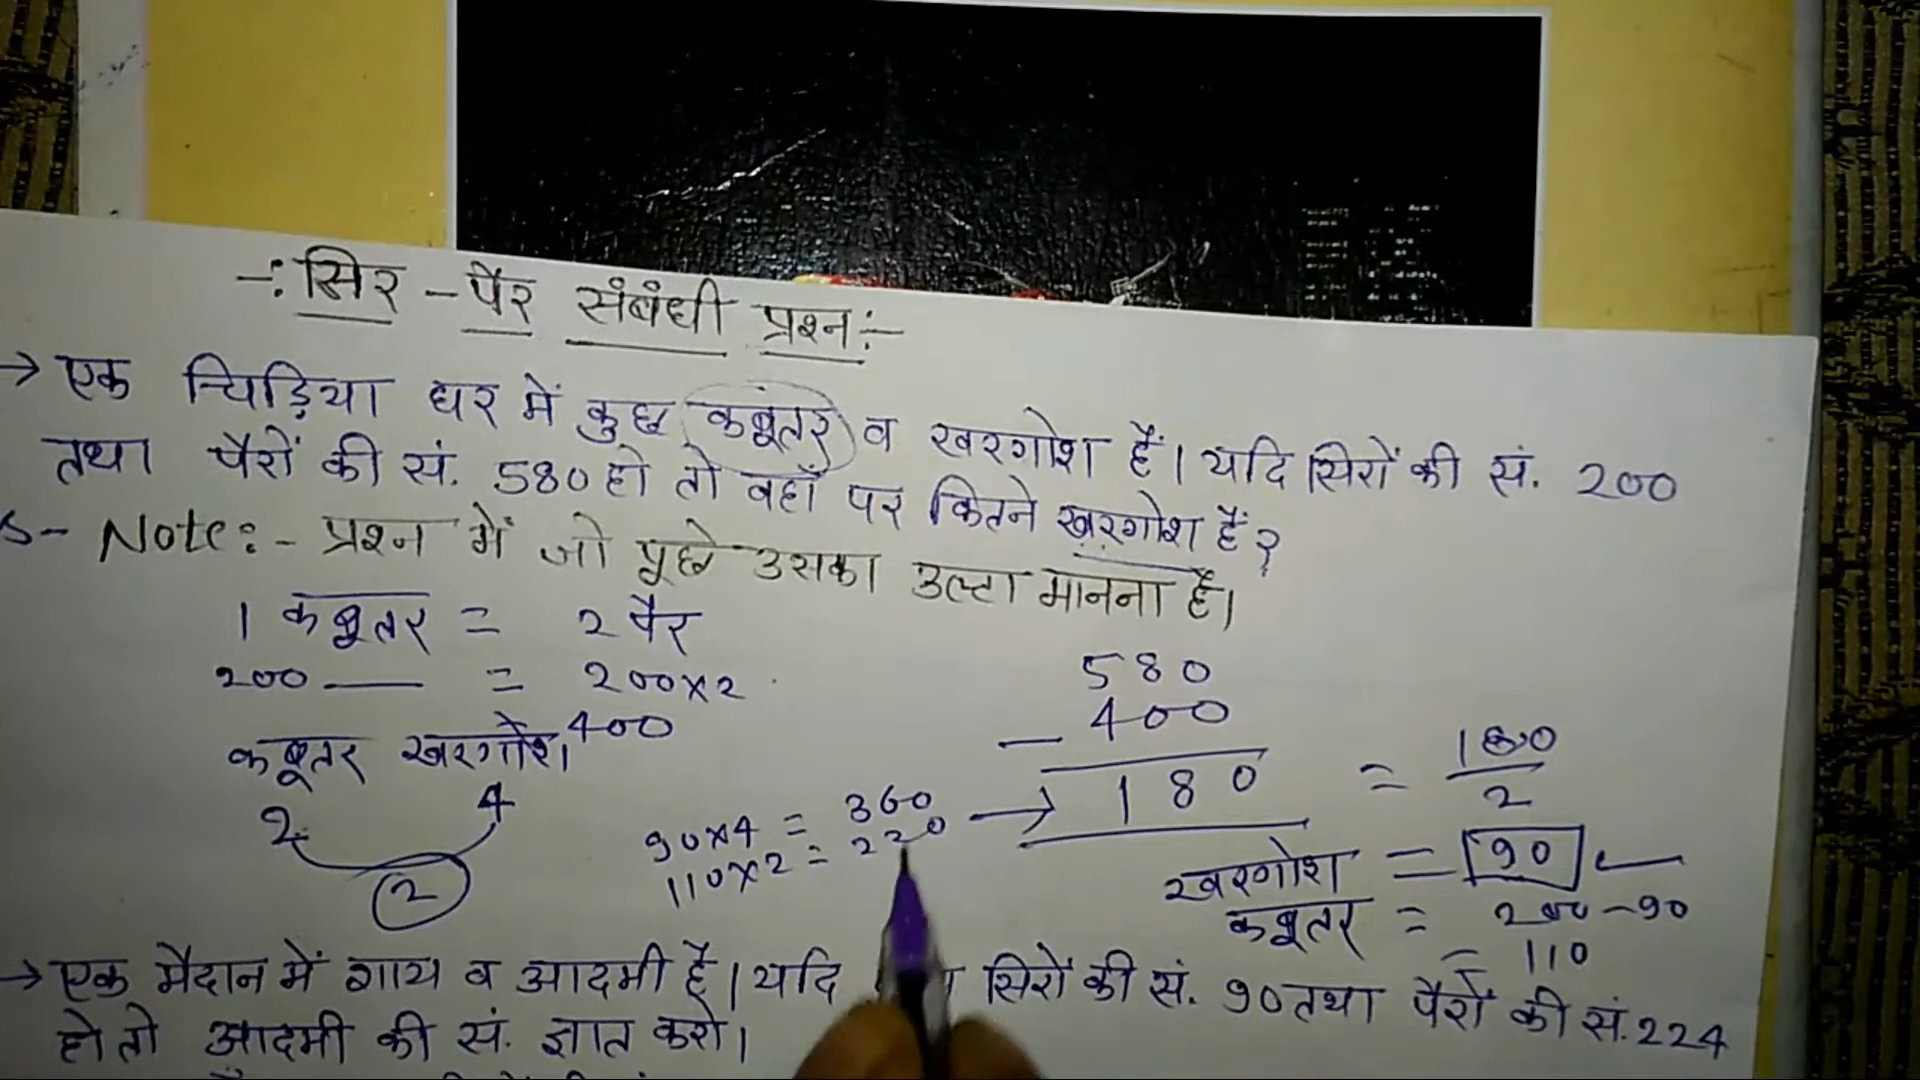 -: सिर - पैर संबंधी प्रश्न :-
→ एक चिड़िया घर में कुछ कबूतर व खरगोश हैं। यदि सिरों की सं. 200
तथा पैरों की सं. 580 हो तो वहाँ पर कितने खरगोश हैं?
Note:- प्रश्न में जो पूछे उसका उल्टा मानना है।
1 कबूतर = 2 पैर
200 — = 200×2
400
कबूतर खरगोश
2 4
2
580
- 400
→ 180 = 180/2
90×4 = 360
110×2 = 220
खरगोश = 90
कबूतर = 200-90
= 110
→ एक मैदान में गाय व आदमी है। यदि सिरों की सं. 90 तथा पैरों की सं. 224
हो तो आदमी की सं. ज्ञात करो।